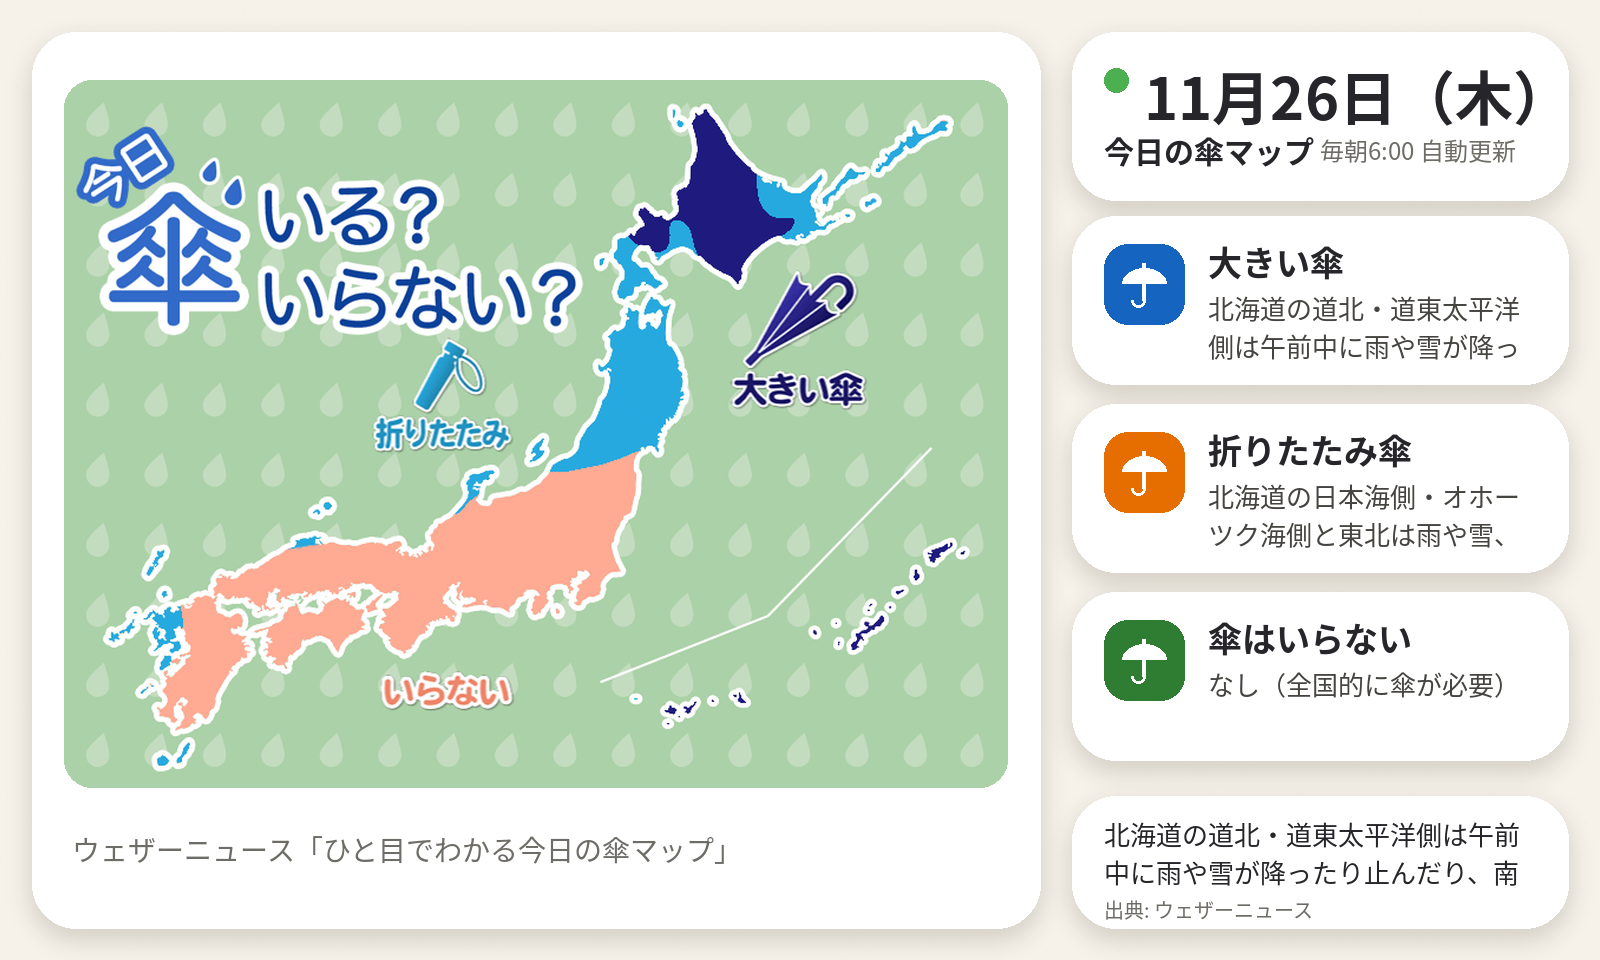 今日
傘
いる?
いらない?
折りたたみ
大きい傘
いらない
ウェザーニュース「ひと目でわかる今日の傘マップ」
11月26日（木）
今日の傘マップ 毎朝6:00 自動更新
大きい傘
北海道の道北・道東太平洋
側は午前中に雨や雪が降っ
折りたたみ傘
北海道の日本海側・オホー
ツク海側と東北は雨や雪、
傘はいらない
なし（全国的に傘が必要）
北海道の道北・道東太平洋側は午前
中に雨や雪が降ったり止んだり、南
出典: ウェザーニュース